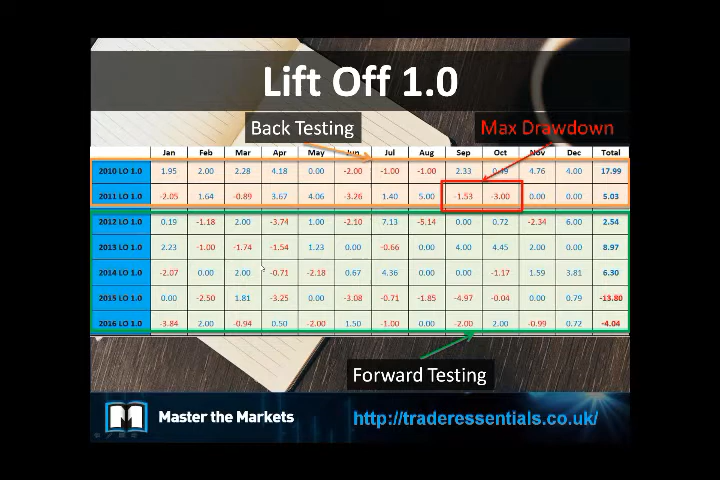 Lift Off 1.0
Back Testing
Max Drawdown
Jan Feb Mar Apr May Jun Jul Aug Sep Oct Nov Dec Total
2010 LO 1.0 1.95 2.00 2.28 4.18 0.00 -2.00 -1.00 -1.00 2.33 0.49 4.76 4.00 17.99
2011 LO 1.0 -2.05 1.64 -0.89 3.67 4.06 -3.26 1.40 5.00 -1.53 -3.00 0.00 0.00 5.03
2012 LO 1.0 0.19 -1.18 2.00 -3.74 1.00 -2.10 7.13 -5.14 0.00 0.72 -2.34 6.00 2.54
2013 LO 1.0 2.23 -1.00 -1.74 -1.54 1.23 0.00 -0.66 0.00 4.00 4.45 2.00 0.00 8.97
2014 LO 1.0 -2.07 0.00 2.00 -0.71 -2.18 0.67 4.36 0.00 0.00 -1.17 1.59 3.81 6.30
2015 LO 1.0 0.00 -2.50 1.81 -3.25 0.00 -3.08 -0.71 -1.85 -4.97 -0.04 0.00 0.79 -13.80
2016 LO 1.0 -3.84 2.00 -0.94 0.50 -2.00 1.50 -1.00 0.00 -2.00 2.00 -0.99 0.72 -4.04
Forward Testing
Master the Markets
http://traderessentials.co.uk/